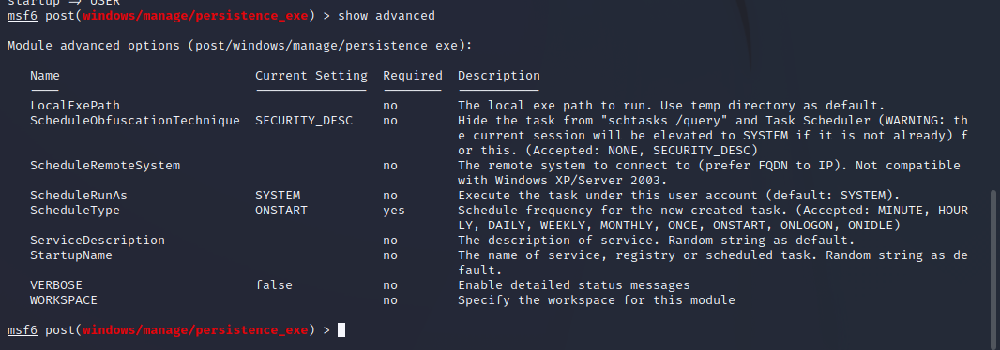 startup => USER
msf6 post(windows/manage/persistence_exe) > show advanced
Module advanced options (post/windows/manage/persistence_exe):
Name Current Setting Required Description
---- --------------- -------- -----------
LocalExePath no The local exe path to run. Use temp directory as default.
ScheduleObfuscationTechnique SECURITY_DESC no Hide the task from "schtasks /query" and Task Scheduler (WARNING: th
e current session will be elevated to SYSTEM if it is not already) f
or this. (Accepted: NONE, SECURITY_DESC)
ScheduleRemoteSystem no The remote system to connect to (prefer FQDN to IP). Not compatible
with Windows XP/Server 2003.
ScheduleRunAs SYSTEM no Execute the task under this user account (default: SYSTEM).
ScheduleType ONSTART yes Schedule frequency for the new created task. (Accepted: MINUTE, HOUR
LY, DAILY, WEEKLY, MONTHLY, ONCE, ONSTART, ONLOGON, ONIDLE)
ServiceDescription no The description of service. Random string as default.
StartupName no The name of service, registry or scheduled task. Random string as de
fault.
VERBOSE false no Enable detailed status messages
WORKSPACE no Specify the workspace for this module
msf6 post(windows/manage/persistence_exe) >